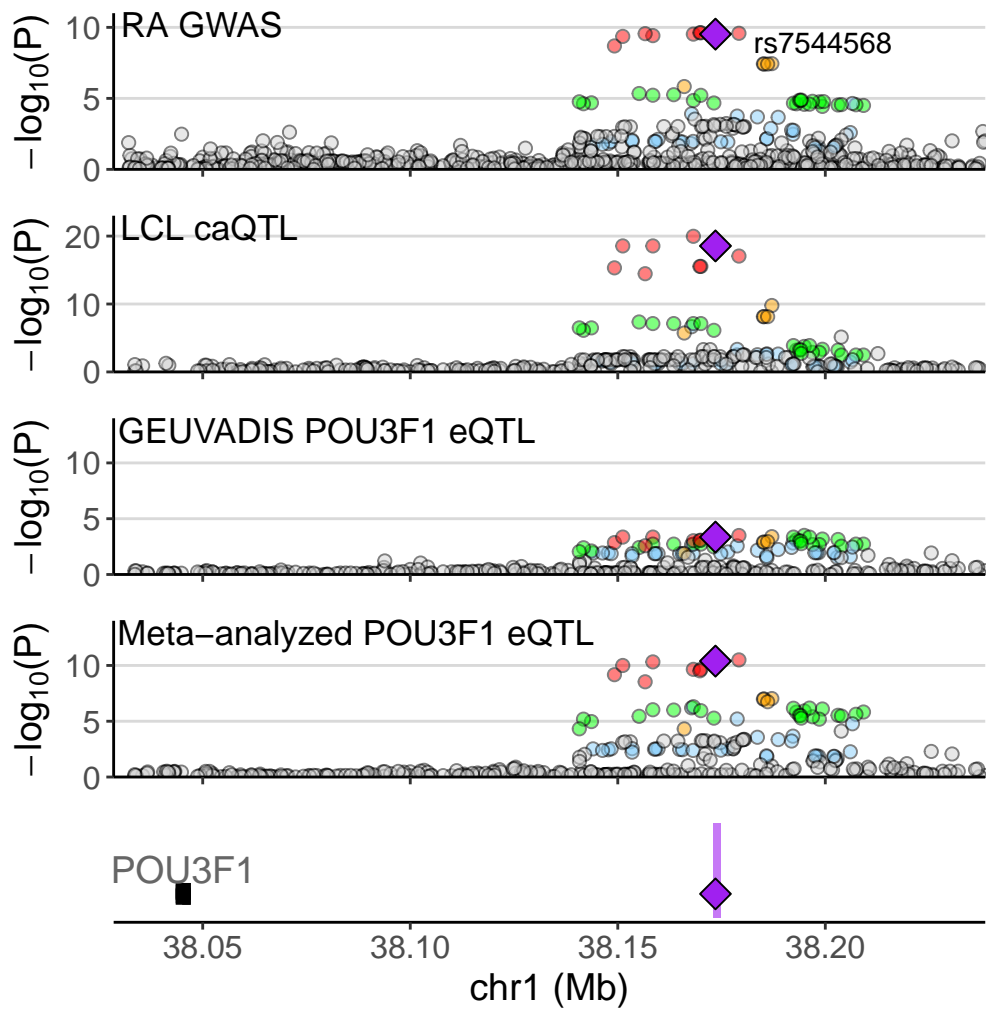 RA GWAS
rs7544568
−log10(P)
10
5
0
LCL caQTL
−log10(P)
20
10
0
GEUVADIS POU3F1 eQTL
−log10(P)
10
5
0
Meta−analyzed POU3F1 eQTL
−log10(P)
10
5
0
POU3F1
38.05 38.10 38.15 38.20
chr1 (Mb)